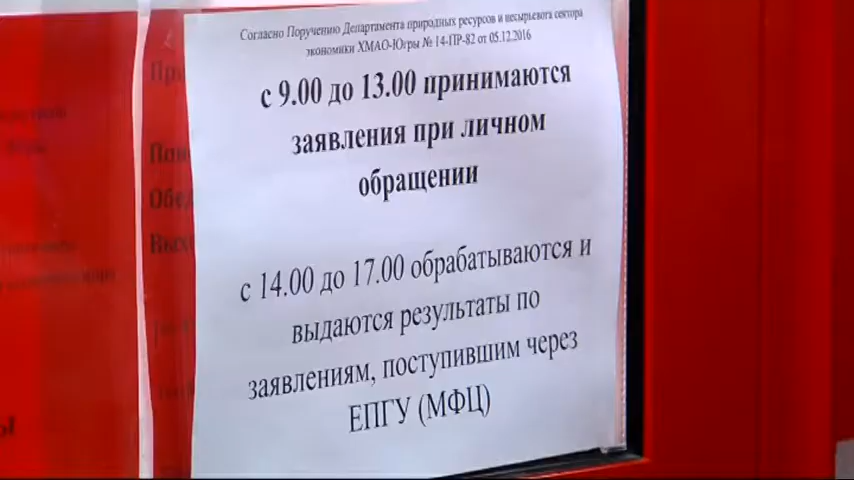 Согласно Поручению Департамента природных ресурсов и несырьевого сектора
экономики ХМАО-Югры № 14-ПР-82 от 05.12.2016
с 9.00 до 13.00 принимаются
заявления при личном
обращении
с 14.00 до 17.00 обрабатываются и
выдаются результаты по
заявлениям, поступившим через
ЕПГУ (МФЦ)